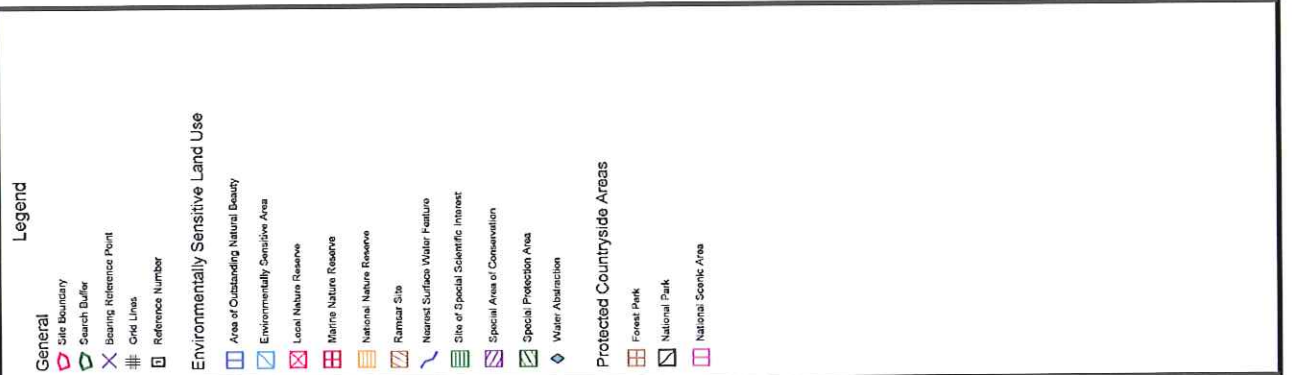 Legend
General
Site Boundary
Search Buffer
Bearing Reference Point
Grid Lines
Reference Number
Environmentally Sensitive Land Use
Area of Outstanding Natural Beauty
Environmentally Sensitive Area
Local Nature Reserve
Marine Nature Reserve
National Nature Reserve
Ramsar Site
Nearest Surface Water Feature
Site of Special Scientific Interest
Special Area of Conservation
Special Protection Area
Water Abstraction
Protected Countryside Areas
Forest Park
National Park
National Scenic Area